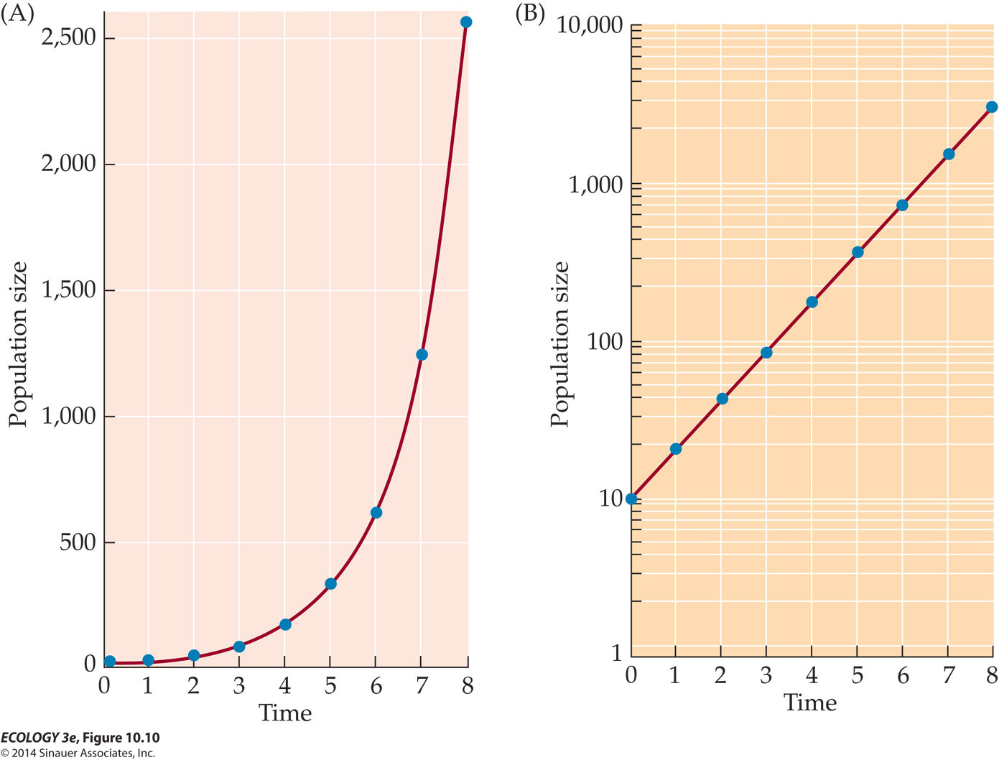 (A)
2,500
2,000
1,500
1,000
500
0
Population size
0 1 2 3 4 5 6 7 8
Time
(B)
10,000
1,000
100
10
1
Population size
0 1 2 3 4 5 6 7 8
Time
ECOLOGY 3e, Figure 10.10
© 2014 Sinauer Associates, Inc.